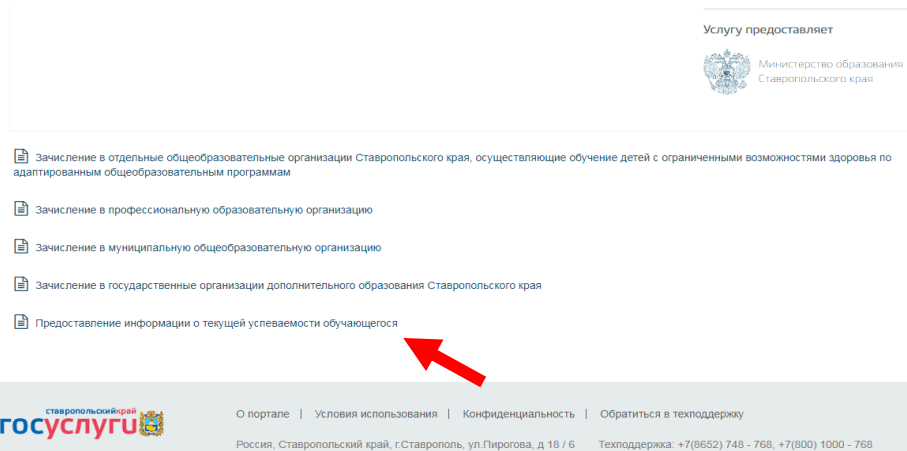 Услугу предоставляет
Министерство образования
Ставропольского края
Зачисление в отдельные общеобразовательные организации Ставропольского края, осуществляющие обучение детей с ограниченными возможностями здоровья по
адаптированным общеобразовательным программам
Зачисление в профессиональную образовательную организацию
Зачисление в муниципальную общеобразовательную организацию
Зачисление в государственные организации дополнительного образования Ставропольского края
Предоставление информации о текущей успеваемости обучающегося
ставропольскийкрай
госуслуги
О портале | Условия использования | Конфиденциальность | Обратиться в техподдержку
Россия, Ставропольский край, г.Ставрополь, ул.Пирогова, д 18 / 6 Техподдержка: +7(8652) 748 - 768, +7(800) 1000 - 768